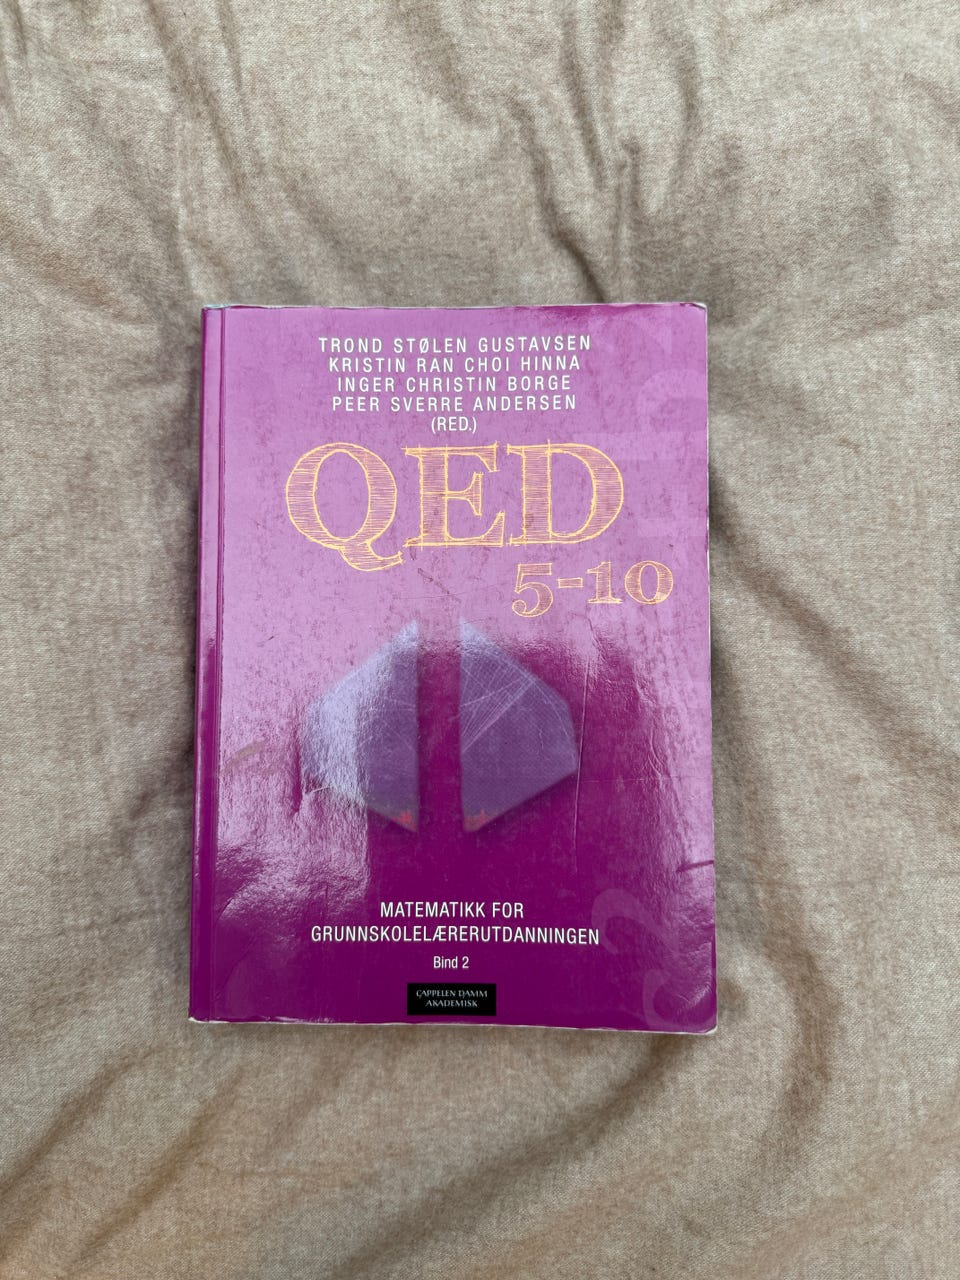 TROND STØLEN GUSTAVSEN
KRISTIN RAN CHOI HINNA
INGER CHRISTIN BORGE
PEER SVERRE ANDERSEN
(RED.)
QED
5-10
MATEMATIKK FOR
GRUNNSKOLELÆRERUTDANNINGEN
Bind 2
CAPPELEN DAMM
AKADEMISK